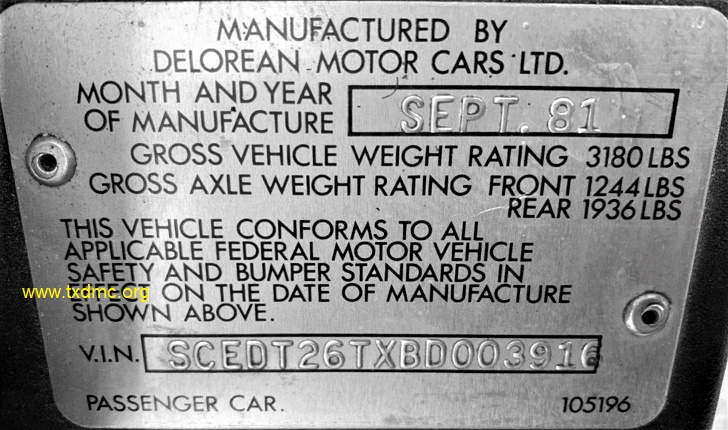 MANUFACTURED BY
DELOREAN MOTOR CARS LTD.
MONTH AND YEAR
OF MANUFACTURE SEPT. 81
GROSS VEHICLE WEIGHT RATING 3180 LBS
GROSS AXLE WEIGHT RATING FRONT 1244 LBS
REAR 1936 LBS
THIS VEHICLE CONFORMS TO ALL
APPLICABLE FEDERAL MOTOR VEHICLE
SAFETY AND BUMPER STANDARDS IN
www.txdmc.org
ON THE DATE OF MANUFACTURE
SHOWN ABOVE.
V.I.N. SCEDT26TXBD003916
PASSENGER CAR. 105196